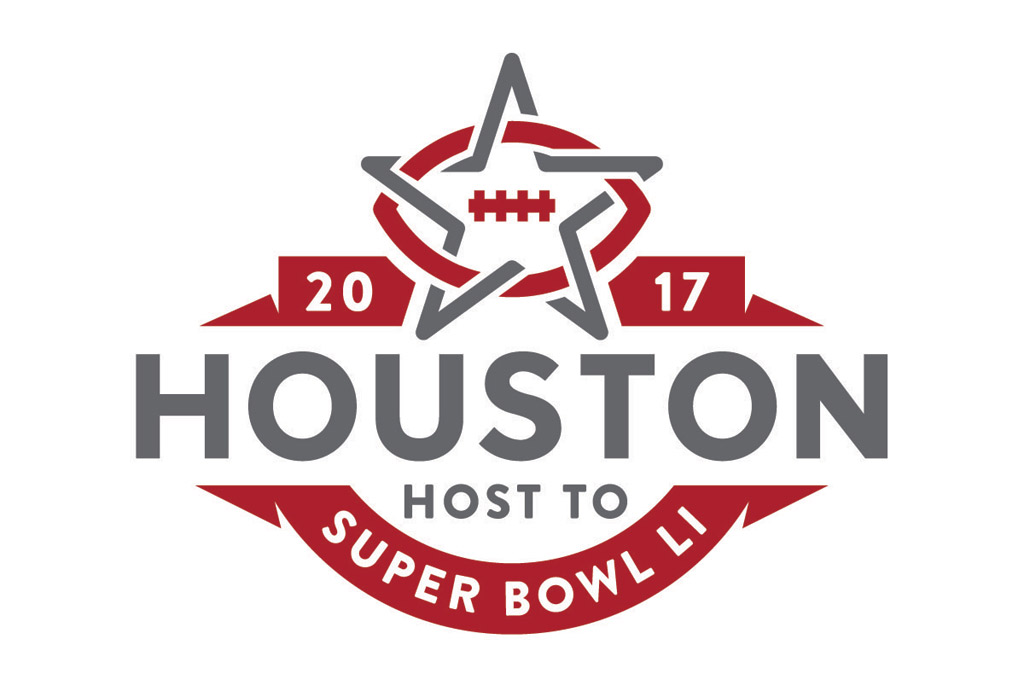 20 17
HOUSTON
HOST TO
SUPER BOWL LI